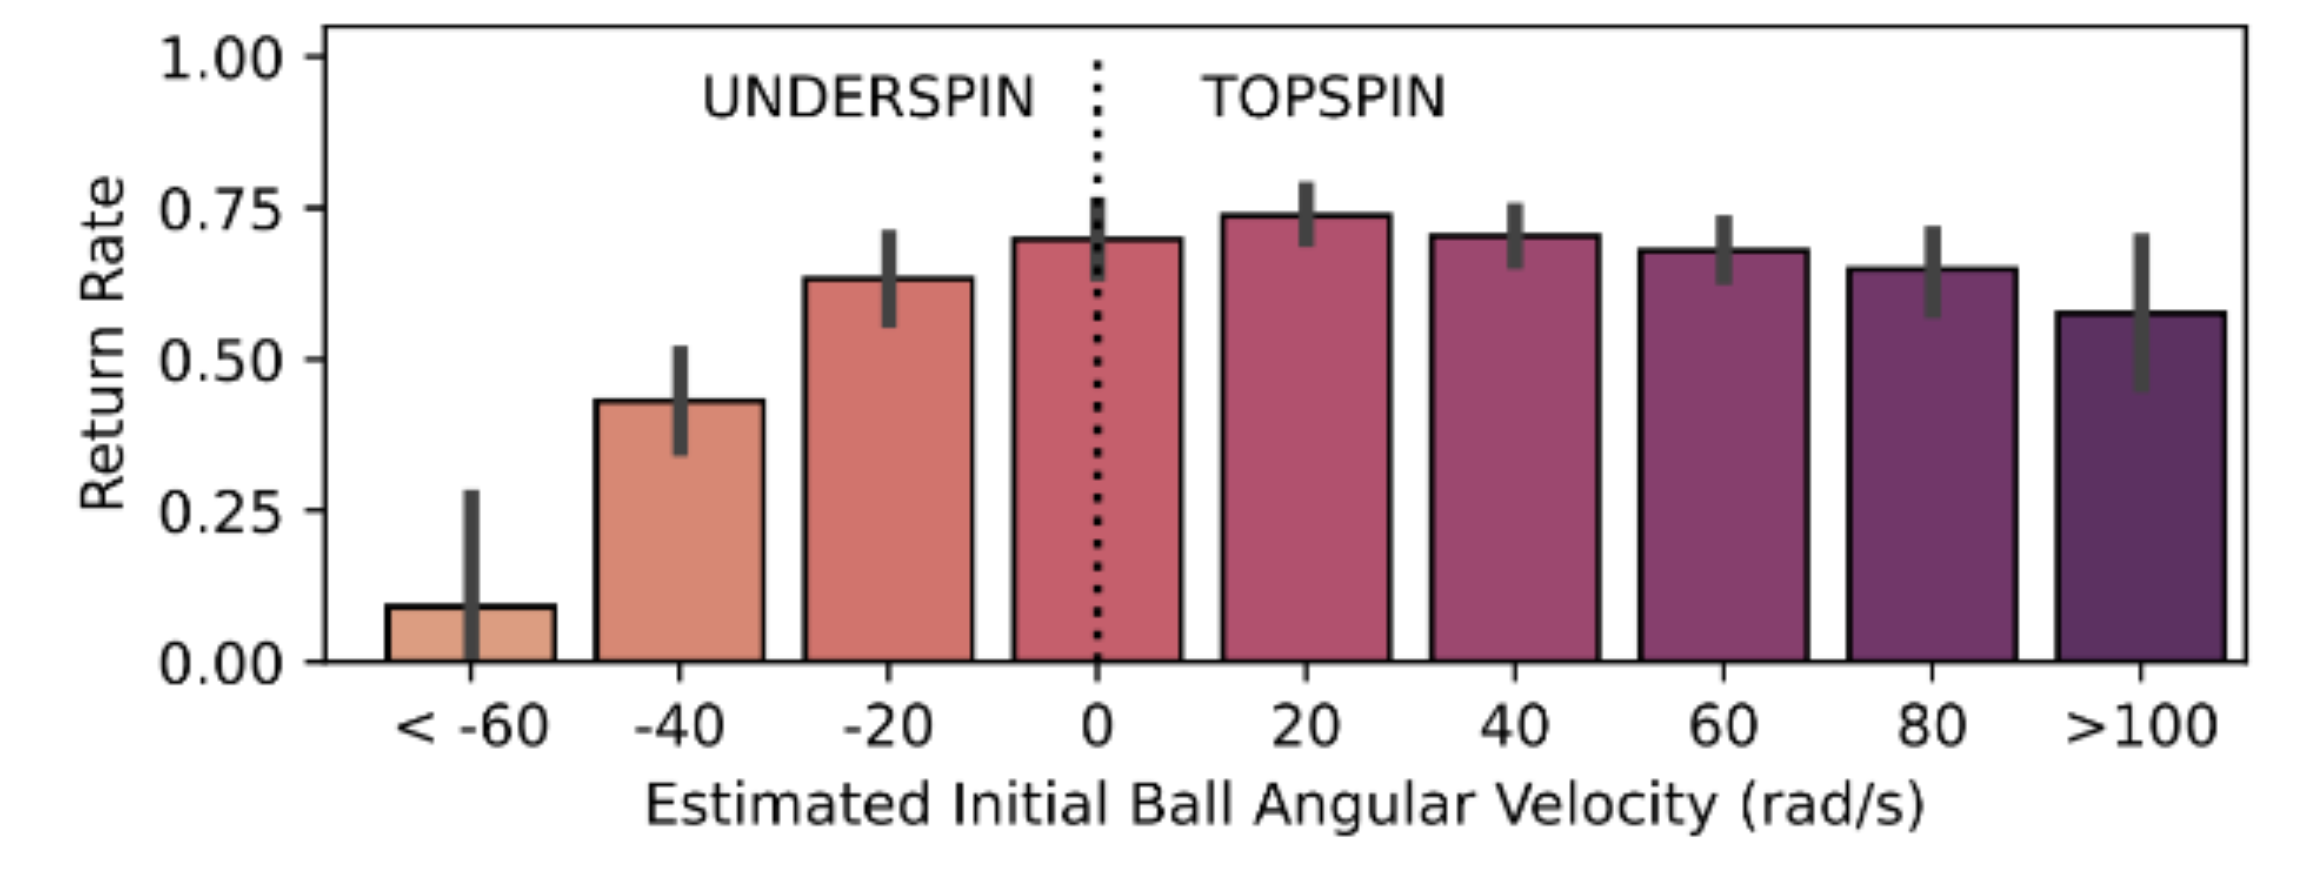 1.00
UNDERSPIN TOPSPIN
0.75
0.50
0.25
0.00
Return Rate
< -60 -40 -20 0 20 40 60 80 >100
Estimated Initial Ball Angular Velocity (rad/s)